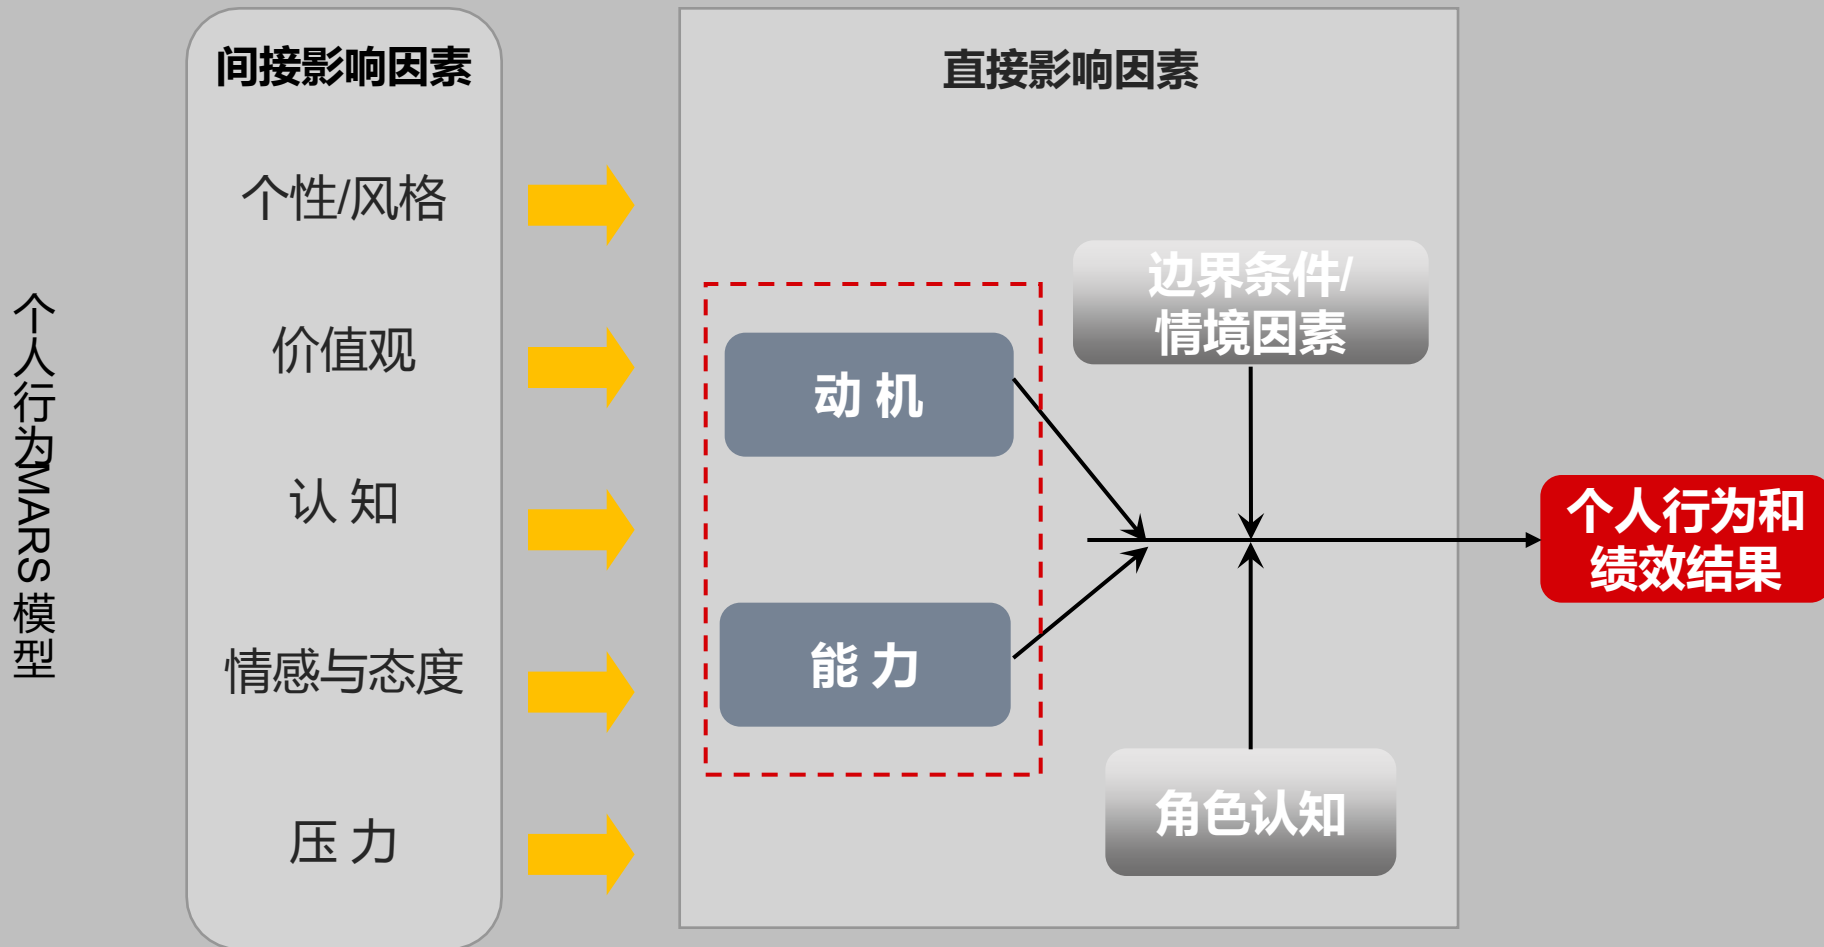 个人行为MARS 模型
间接影响因素
个性/风格
价值观
认 知
情感与态度
压 力
直接影响因素
边界条件/
情境因素
动 机
能 力
角色认知
个人行为和
绩效结果